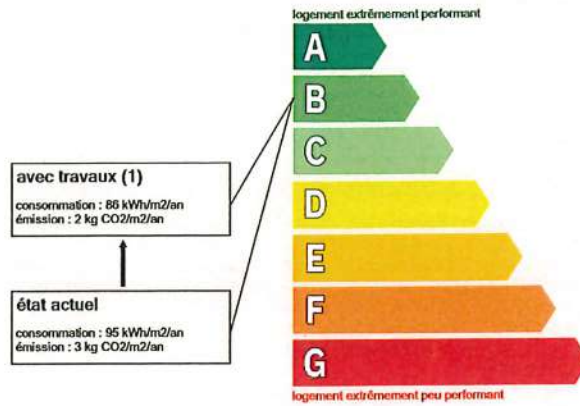 logement extrêmement performant
A
B
C
avec travaux (1)
consommation : 86 kWh/m2/an
émission : 2 kg CO2/m2/an
D
E
état actuel
consommation : 95 kWh/m2/an
émission : 3 kg CO2/m2/an
F
G
logement extrêmement peu performant